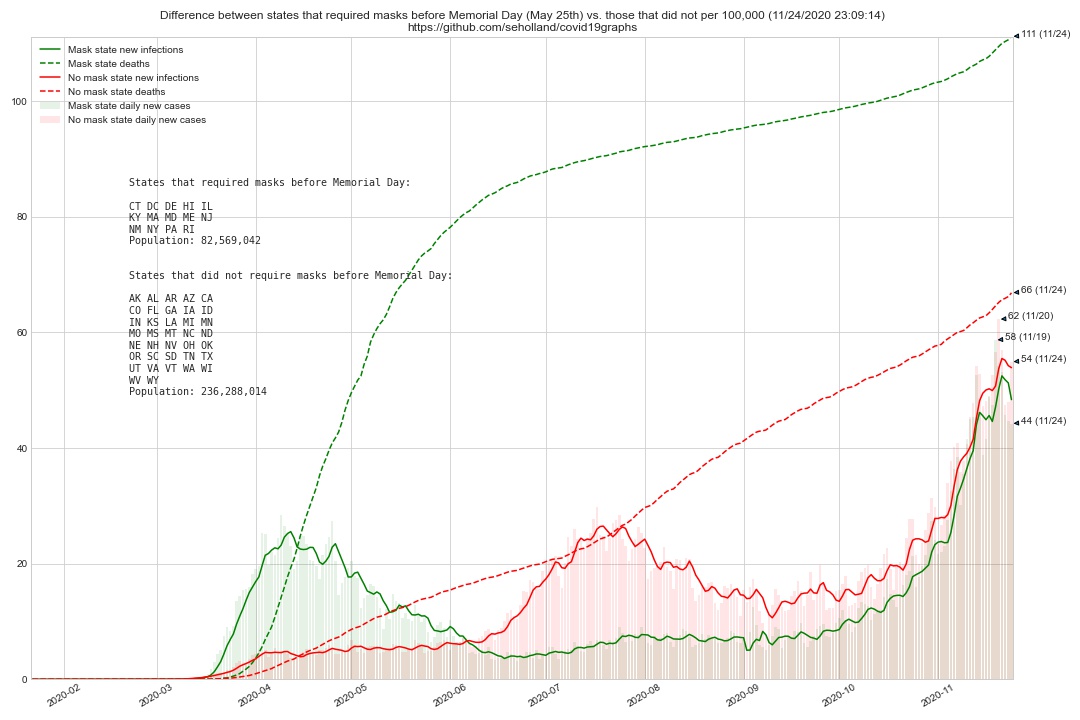 Difference between states that required masks before Memorial Day (May 25th) vs. those that did not per 100,000 (11/24/2020 23:09:14)
https://github.com/seholland/covid19graphs
Mask state new infections
Mask state deaths
No mask state new infections
No mask state deaths
Mask state daily new cases
No mask state daily new cases
States that required masks before Memorial Day:
CT DC DE HI IL
KY MA MD ME NJ
NM NY PA RI
Population: 82,569,042
States that did not require masks before Memorial Day:
AK AL AR AZ CA
CO FL GA IA ID
IN KS LA MI MN
MO MS MT NC ND
NE NH NV OH OK
OR SC SD TN TX
UT VA VT WA WI
WV WY
Population: 236,288,014
111 (11/24)
66 (11/24)
62 (11/20)
58 (11/19)
54 (11/24)
44 (11/24)
100
80
60
40
20
0
2020-02
2020-03
2020-04
2020-05
2020-06
2020-07
2020-08
2020-09
2020-10
2020-11